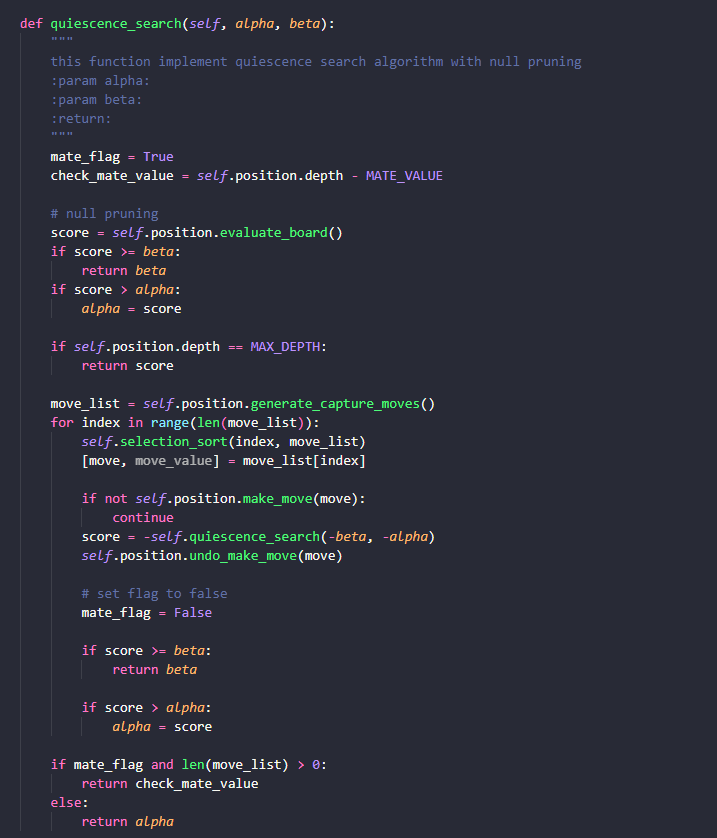 def quiescence_search(self, alpha, beta):
"""
this function implement quiescence search algorithm with null pruning
:param alpha:
:param beta:
:return:
"""
mate_flag = True
check_mate_value = self.position.depth - MATE_VALUE
# null pruning
score = self.position.evaluate_board()
if score >= beta:
return beta
if score > alpha:
alpha = score
if self.position.depth == MAX_DEPTH:
return score
move_list = self.position.generate_capture_moves()
for index in range(len(move_list)):
self.selection_sort(index, move_list)
[move, move_value] = move_list[index]
if not self.position.make_move(move):
continue
score = -self.quiescence_search(-beta, -alpha)
self.position.undo_make_move(move)
# set flag to false
mate_flag = False
if score >= beta:
return beta
if score > alpha:
alpha = score
if mate_flag and len(move_list) > 0:
return check_mate_value
else:
return alpha